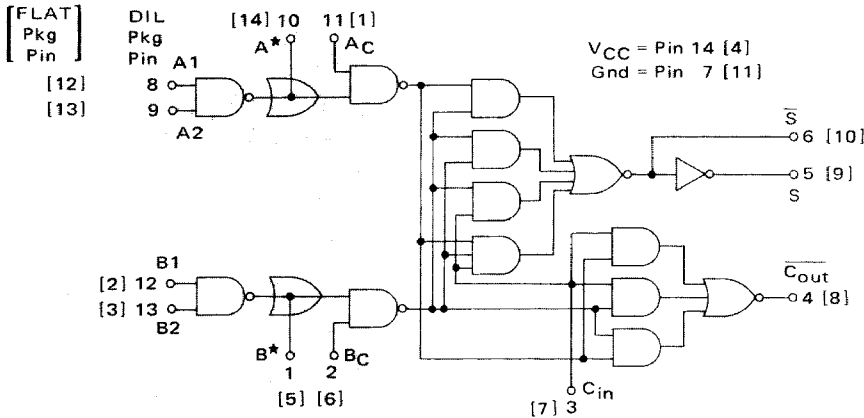 [FLAT Pkg Pin]
DIL Pkg Pin
[14] 10
11 [1]
A*
AC
VCC = Pin 14 [4]
Gnd = Pin 7 [11]
A1
[12] 8
[13] 9
A2
S̅
6 [10]
5 [9]
S
B1
[2] 12
[3] 13
B2
C̅o̅u̅t̅
4 [8]
B*
BC
1
2
[5] [6]
Cin
[7] 3